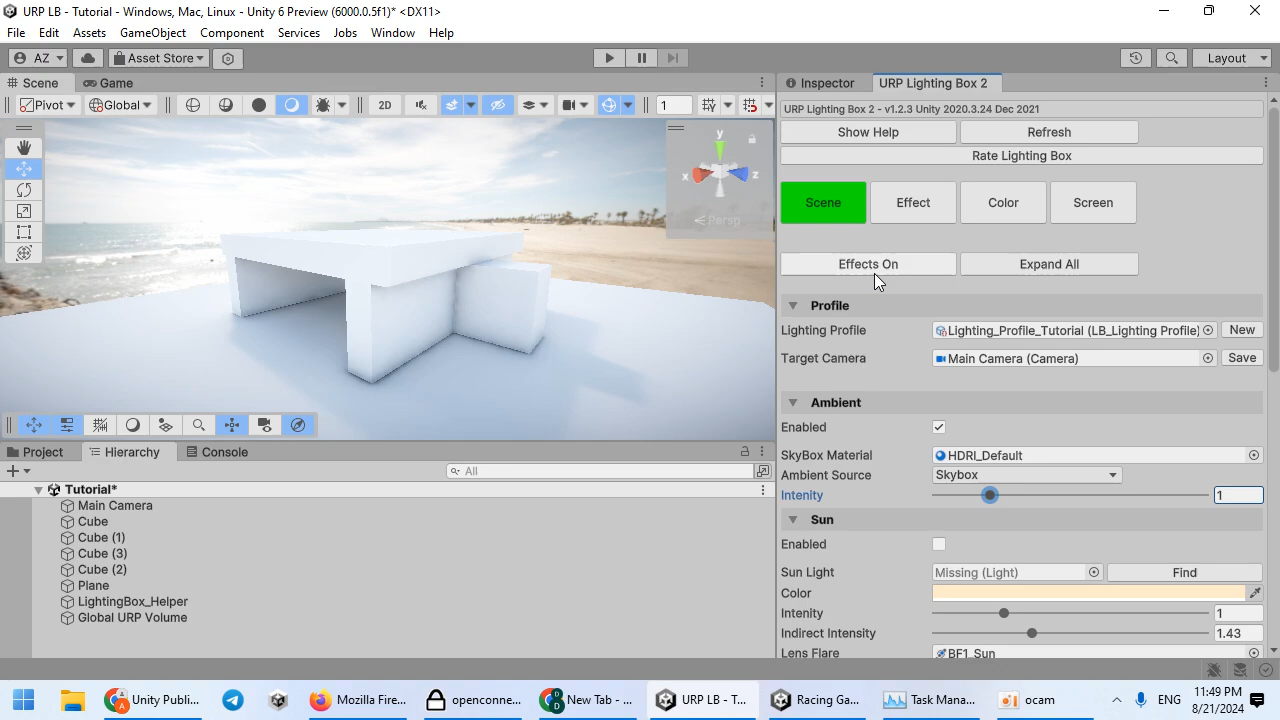 URP LB - Tutorial - Windows, Mac, Linux - Unity 6 Preview (6000.0.5f1)* <DX11>
File Edit Assets GameObject Component Services Jobs Window Help
AZ Asset Store Layout
Scene Game Inspector URP Lighting Box 2
Pivot Global 2D 1
URP Lighting Box 2 - v1.2.3 Unity 2020.3.24 Dec 2021
Show Help Refresh
Rate Lighting Box
y
x z
Persp
Scene Effect Color Screen
Effects On Expand All
Profile
Lighting Profile Lighting_Profile_Tutorial (LB_Lighting Profile) New
Target Camera Main Camera (Camera) Save
Ambient
Enabled
SkyBox Material HDRI_Default
Ambient Source Skybox
Intenity 1
Sun
Enabled
Sun Light Missing (Light) Find
Color
Intenity 1
Indirect Intensity 1.43
Lens Flare BF1_Sun
Project Hierarchy Console
All
Tutorial*
Main Camera
Cube
Cube (1)
Cube (3)
Cube (2)
Plane
LightingBox_Helper
Global URP Volume
Unity Publi... Mozilla Fire... openconne... New Tab - ... URP LB - T... Racing Ga... Task Mana... ocam ENG 11:49 PM
8/21/2024